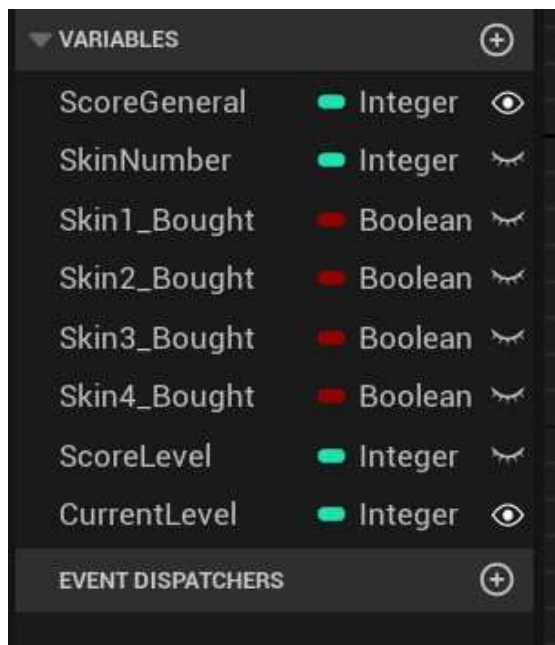 VARIABLES
ScoreGeneral Integer
SkinNumber Integer
Skin1_Bought Boolean
Skin2_Bought Boolean
Skin3_Bought Boolean
Skin4_Bought Boolean
ScoreLevel Integer
CurrentLevel Integer
EVENT DISPATCHERS